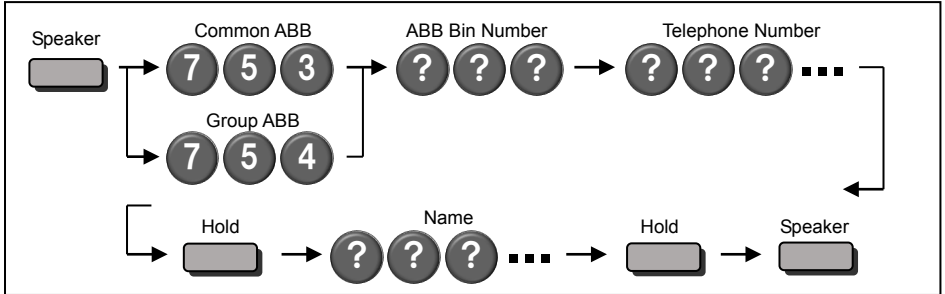 Speaker
Common ABB
7 5 3
Group ABB
7 5 4
ABB Bin Number
? ? ?
Telephone Number
? ? ?
Hold
Name
? ? ?
Hold
Speaker